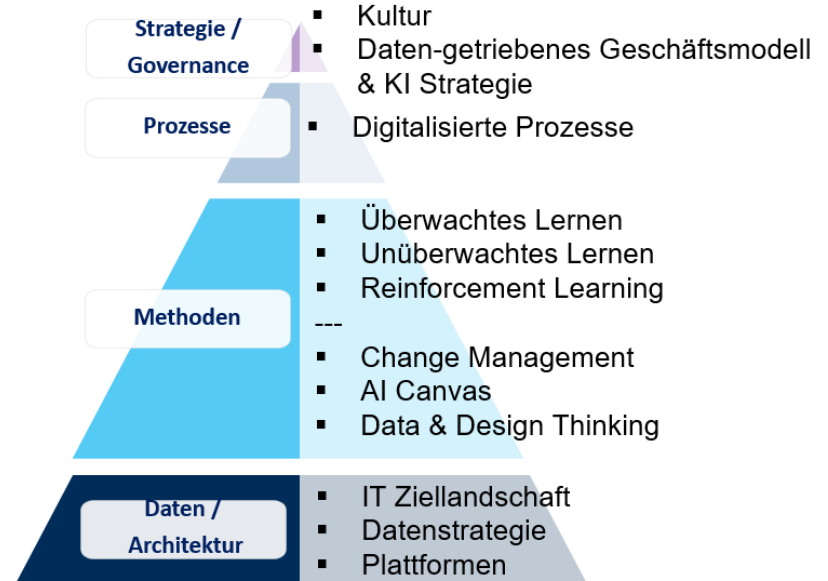 Strategie /
Governance
▪ Kultur
▪ Daten-getriebenes Geschäftsmodell
& KI Strategie
Prozesse
▪ Digitalisierte Prozesse
Methoden
▪ Überwachtes Lernen
▪ Unüberwachtes Lernen
▪ Reinforcement Learning
---
▪ Change Management
▪ AI Canvas
▪ Data & Design Thinking
Daten /
Architektur
▪ IT Ziellandschaft
▪ Datenstrategie
▪ Plattformen